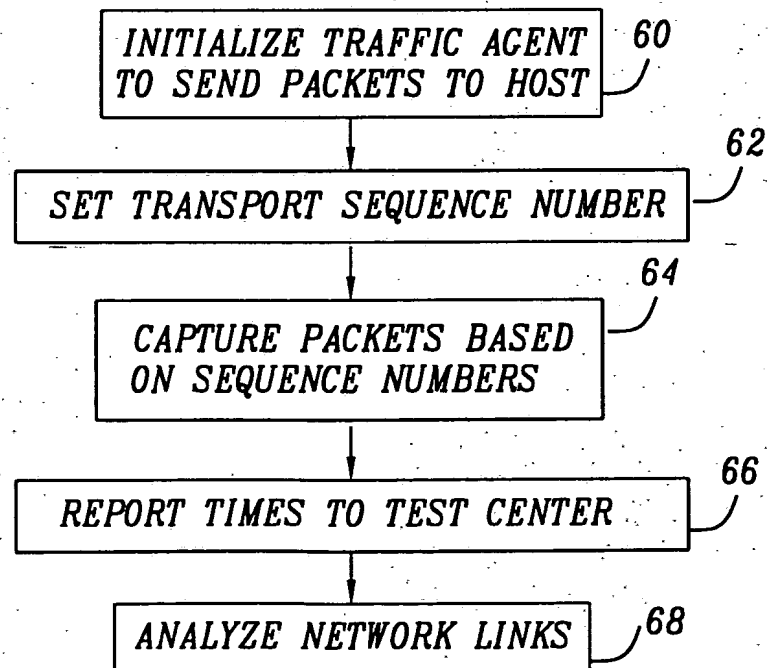 INITIALIZE TRAFFIC AGENT
TO SEND PACKETS TO HOST
60
SET TRANSPORT SEQUENCE NUMBER
62
CAPTURE PACKETS BASED
ON SEQUENCE NUMBERS
64
REPORT TIMES TO TEST CENTER
66
ANALYZE NETWORK LINKS
68